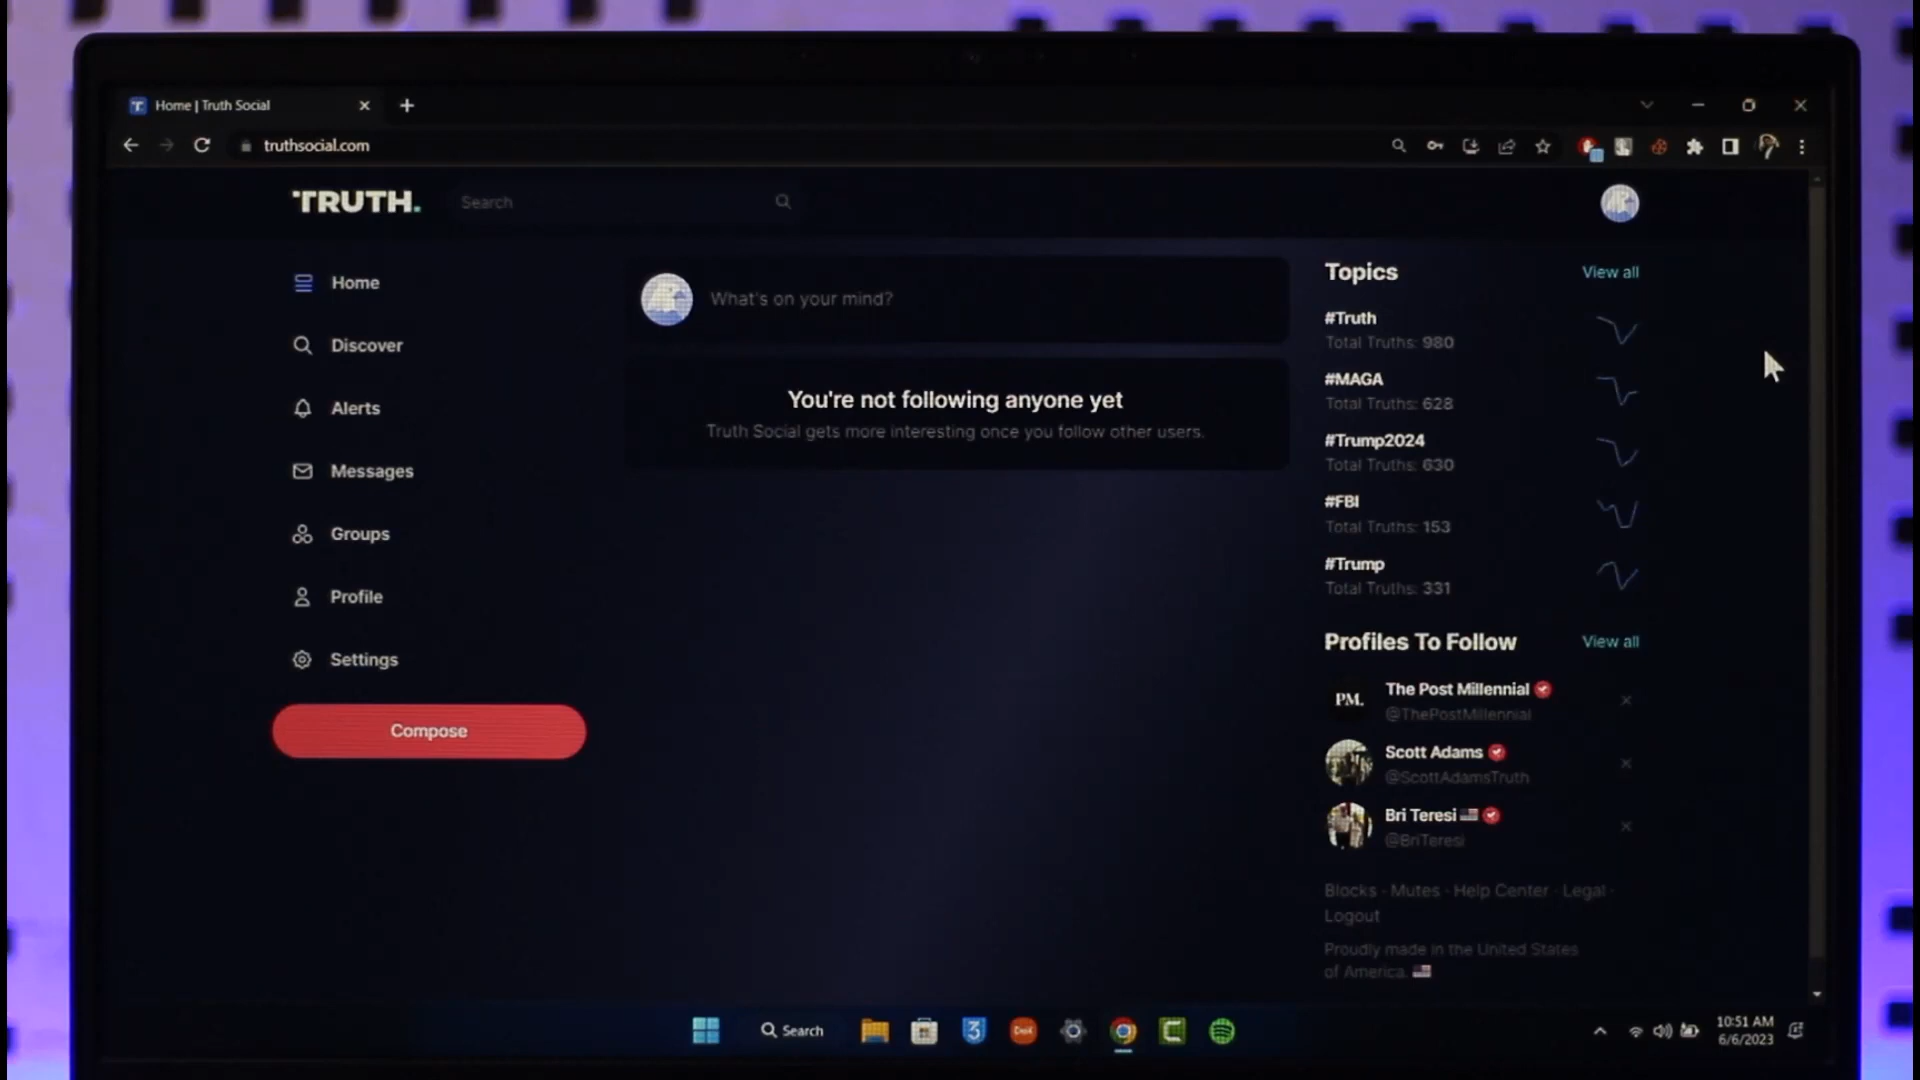 Home | Truth Social
truthsocial.com
TRUTH.
Search
Home
Discover
Alerts
Messages
Groups
Profile
Settings
Compose
What's on your mind?
You're not following anyone yet
Truth Social gets more interesting once you follow other users.
Topics
View all
#Truth
Total Truths: 980
#MAGA
Total Truths: 628
#Trump2024
Total Truths: 630
#FBI
Total Truths: 153
#Trump
Total Truths: 331
Profiles To Follow
View all
PM.
The Post Millennial
@ThePostMillennial
Scott Adams
@ScottAdamsTruth
Bri Teresi
@BriTeresi
Blocks · Mutes · Help Center · Legal ·
Logout
Proudly made in the United States
of America.
Search
10:51 AM
6/6/2023